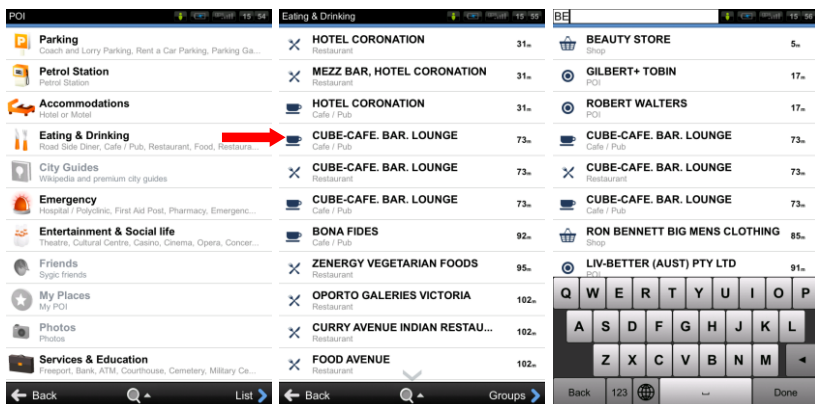 POI
15 54
Parking
Coach and Lorry Parking, Rent a Car Parking, Parking Ga...
Petrol Station
Petrol Station
Accommodations
Hotel or Motel
Eating & Drinking
Road Side Diner, Cafe / Pub, Restaurant, Food, Restaura...
City Guides
Wikipedia and premium city guides
Emergency
Hospital / Polyclinic, First Aid Post, Pharmacy, Emergenc...
Entertainment & Social life
Theatre, Cultural Centre, Casino, Cinema, Opera, Concer...
Friends
Sygic friends
My Places
My POI
Photos
Photos
Services & Education
Freeport, Bank, ATM, Courthouse, Cemetery, Military Ce...
Back
List
Eating & Drinking
15 55
HOTEL CORONATION
Restaurant
31m
MEZZ BAR, HOTEL CORONATION
Restaurant
31m
HOTEL CORONATION
Cafe / Pub
31m
CUBE-CAFE. BAR. LOUNGE
Cafe / Pub
73m
CUBE-CAFE. BAR. LOUNGE
Restaurant
73m
CUBE-CAFE. BAR. LOUNGE
Cafe / Pub
73m
BONA FIDES
Cafe / Pub
92m
ZENERGY VEGETARIAN FOODS
Restaurant
95m
OPORTO GALERIES VICTORIA
Restaurant
102m
CURRY AVENUE INDIAN RESTAU...
Restaurant
102m
FOOD AVENUE
Restaurant
102m
Back
Groups
BE
15 56
BEAUTY STORE
Shop
5m
GILBERT+ TOBIN
POI
17m
ROBERT WALTERS
POI
17m
CUBE-CAFE. BAR. LOUNGE
Cafe / Pub
73m
CUBE-CAFE. BAR. LOUNGE
Restaurant
73m
CUBE-CAFE. BAR. LOUNGE
Cafe / Pub
73m
RON BENNETT BIG MENS CLOTHING
Shop
85m
LIV-BETTER (AUST) PTY LTD
POI
91m
Q W E R T Y U I O P
A S D F G H J K L
Z X C V B N M
Back 123 Done